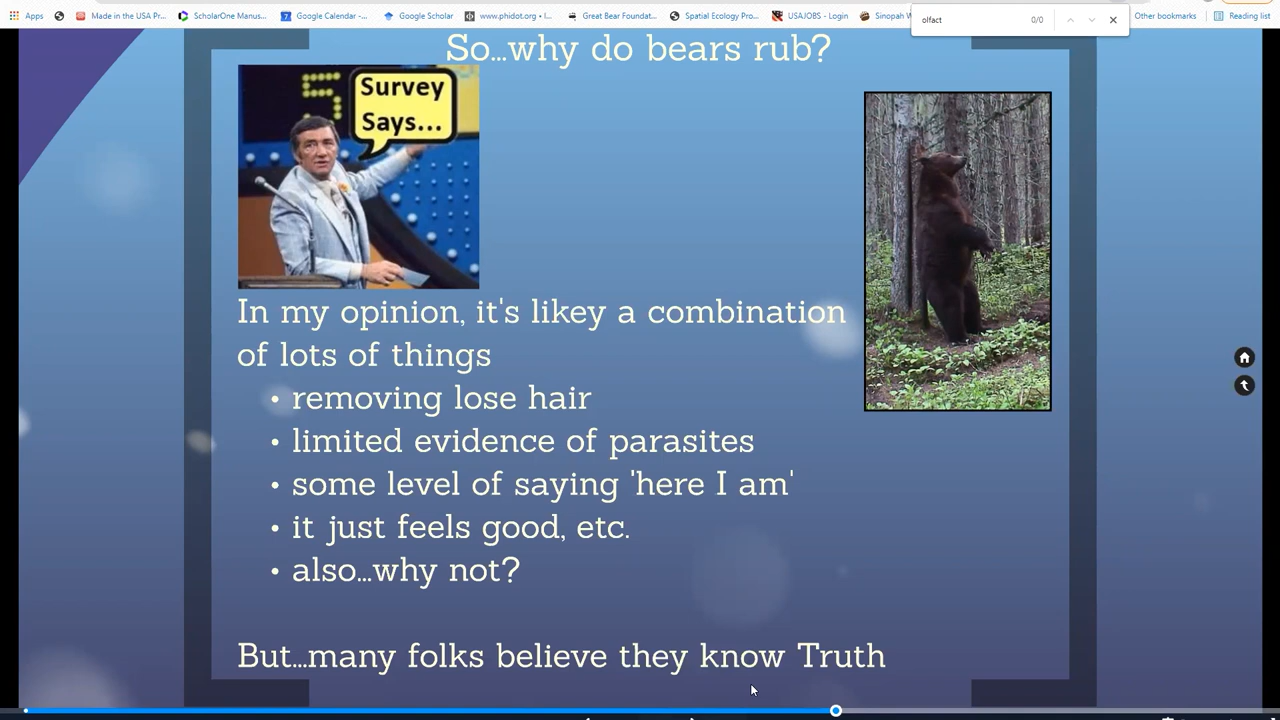 Apps
Made in the USA Pr...
ScholarOne Manus...
Google Calendar -...
Google Scholar
www.phidot.org • I...
Great Bear Foundat...
Spatial Ecology Pro...
USAJOBS - Login
Sinopah W
olfact
0/0
Other bookmarks
Reading list
So...why do bears rub?
5
Survey
Says...
In my opinion, it's likey a combination
of lots of things
• removing lose hair
• limited evidence of parasites
• some level of saying 'here I am'
• it just feels good, etc.
• also...why not?
But...many folks believe they know Truth